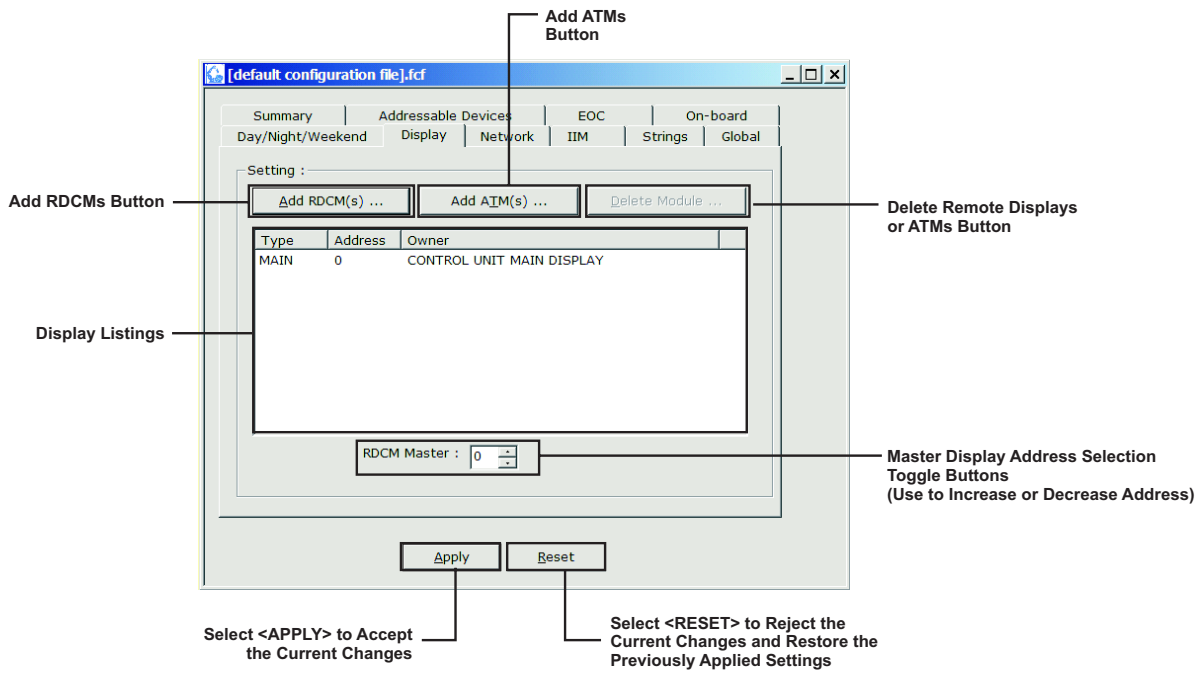 Add ATMs
Button
[default configuration file].fcf
Summary
Addressable Devices
EOC
On-board
Day/Night/Weekend
Display
Network
IIM
Strings
Global
Setting :
Add RDCMs Button
Add RDCM(s) ...
Add ATM(s) ...
Delete Module ...
Delete Remote Displays
or ATMs Button
Type
Address
Owner
MAIN
0
CONTROL UNIT MAIN DISPLAY
Display Listings
RDCM Master :
0
Master Display Address Selection
Toggle Buttons
(Use to Increase or Decrease Address)
Apply
Reset
Select <APPLY> to Accept
the Current Changes
Select <RESET> to Reject the
Current Changes and Restore the
Previously Applied Settings